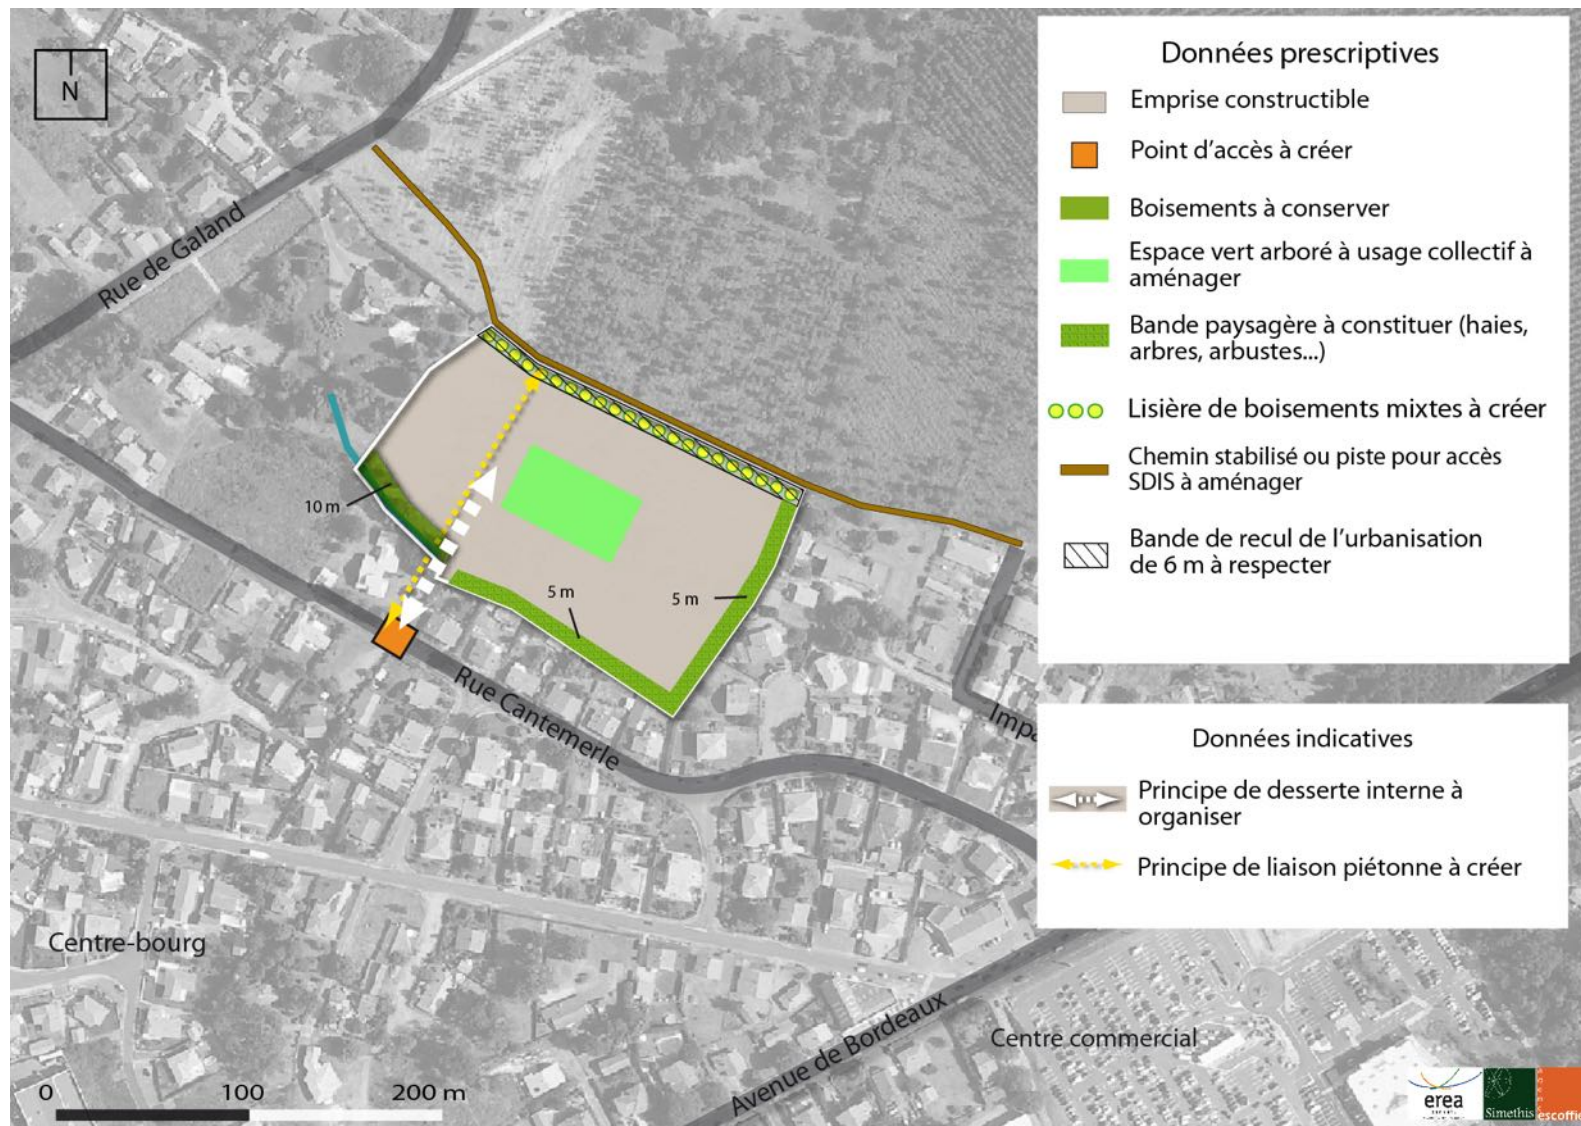 N
Données prescriptives
Emprise constructible
Point d'accès à créer
Boisements à conserver
Espace vert arboré à usage collectif à
aménager
Bande paysagère à constituer (haies,
arbres, arbustes...)
Lisière de boisements mixtes à créer
Chemin stabilisé ou piste pour accès
SDIS à aménager
Bande de recul de l'urbanisation
de 6 m à respecter
Rue de Galand
10 m
5 m
5 m
Rue Cantemerle
Impa
Données indicatives
Principe de desserte interne à
organiser
Principe de liaison piétonne à créer
Centre-bourg
Avenue de Bordeaux
Centre commercial
0 100 200 m
erea
Simethis
escoffie